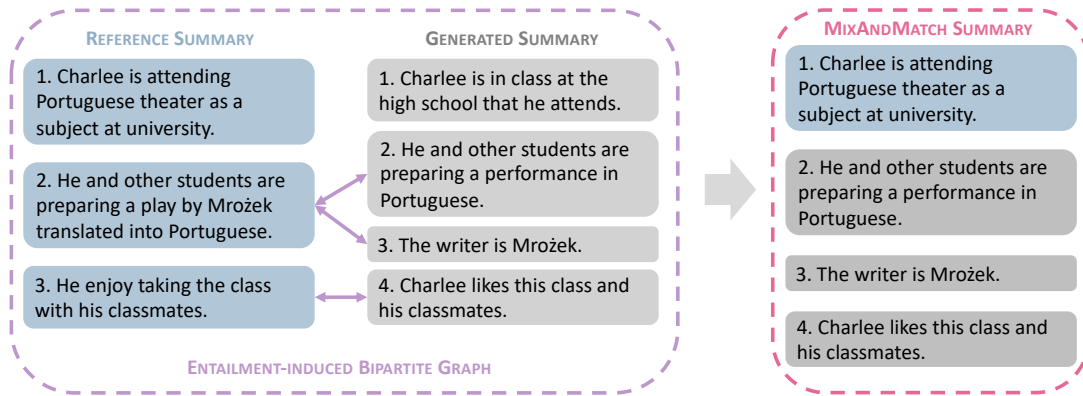 REFERENCE SUMMARY
1. Charlee is attending
Portuguese theater as a
subject at university.
2. He and other students are
preparing a play by Mrożek
translated into Portuguese.
3. He enjoy taking the class
with his classmates.
GENERATED SUMMARY
1. Charlee is in class at the
high school that he attends.
2. He and other students are
preparing a performance in
Portuguese.
3. The writer is Mrożek.
4. Charlee likes this class and
his classmates.
ENTAILMENT-INDUCED BIPARTITE GRAPH
MIXANDMATCH SUMMARY
1. Charlee is attending
Portuguese theater as a
subject at university.
2. He and other students are
preparing a performance in
Portuguese.
3. The writer is Mrożek.
4. Charlee likes this class and
his classmates.